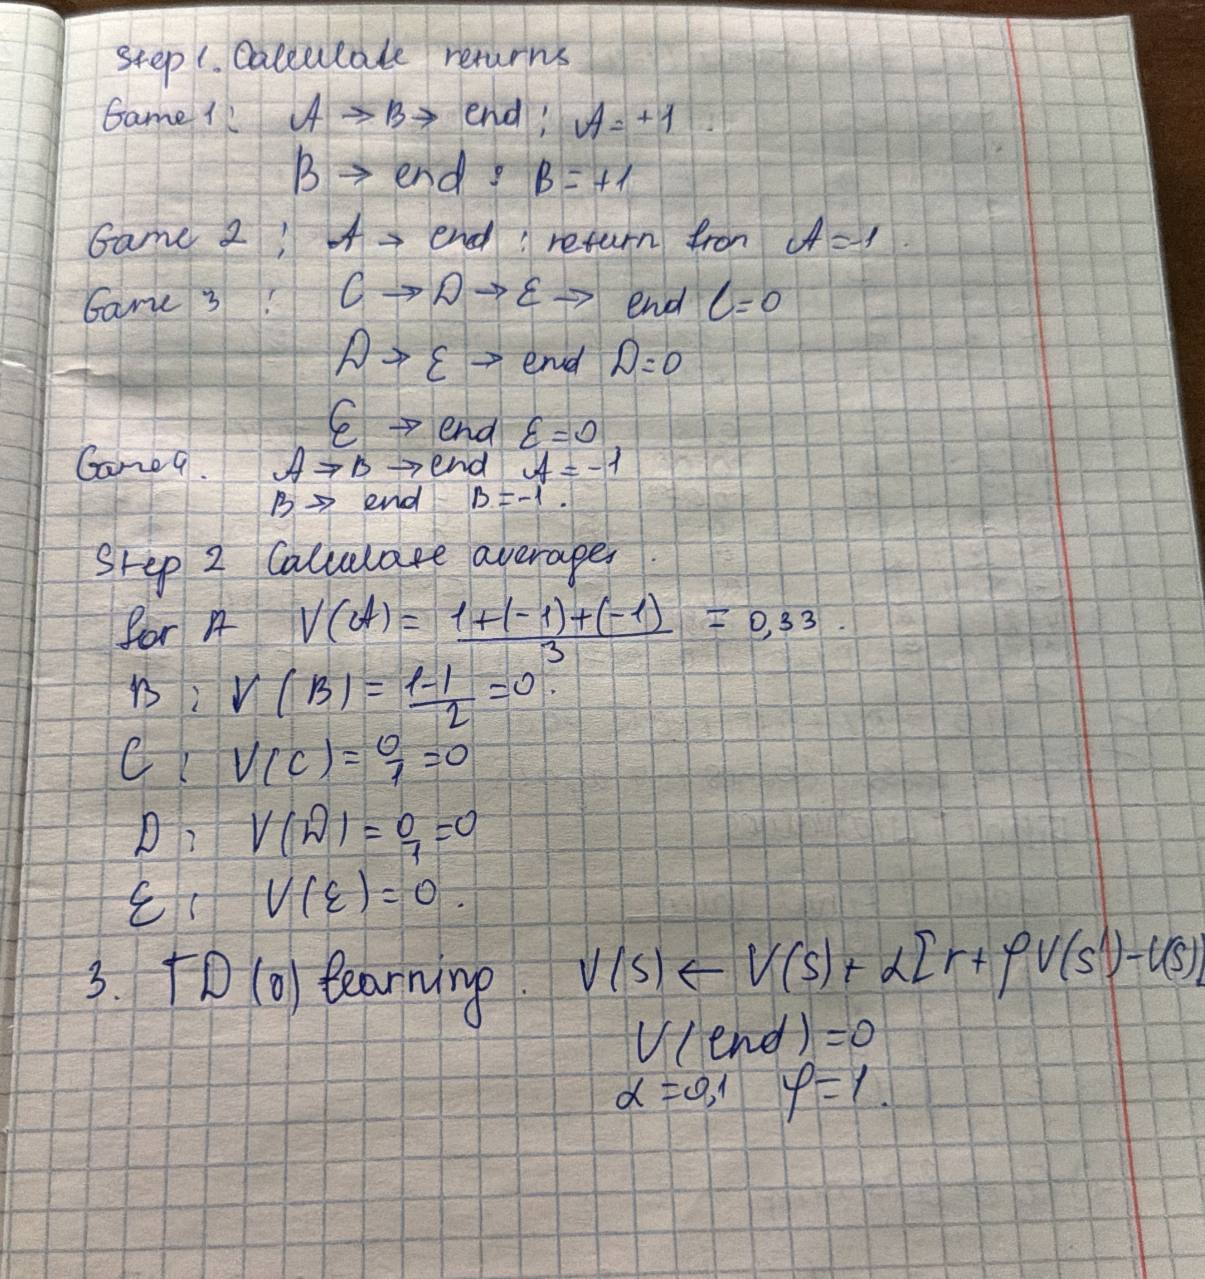 Step 1. Calculate returns
Game 1: A → B → end; A = +1.
B → end: B = +1
Game 2: A → end: return from A = -1.
Game 3: C → D → E → end C = 0
D → E → end D = 0
E → end E = 0
Game 4. A → B → end A = -1
B → end B = -1.
Step 2 Calculate averages.
for A V(A) = 1+(-1)+(-1) / 3 = 0,33.
B: V(B) = 1-1 / 2 = 0.
C: V(C) = 0/1 = 0
D: V(D) = 0/1 = 0
E: V(E) = 0.
3. TD(0) learning. V(s) ← V(s) + α[r + φV(s') - V(s)]
V(end) = 0
α = 0,1 φ = 1.